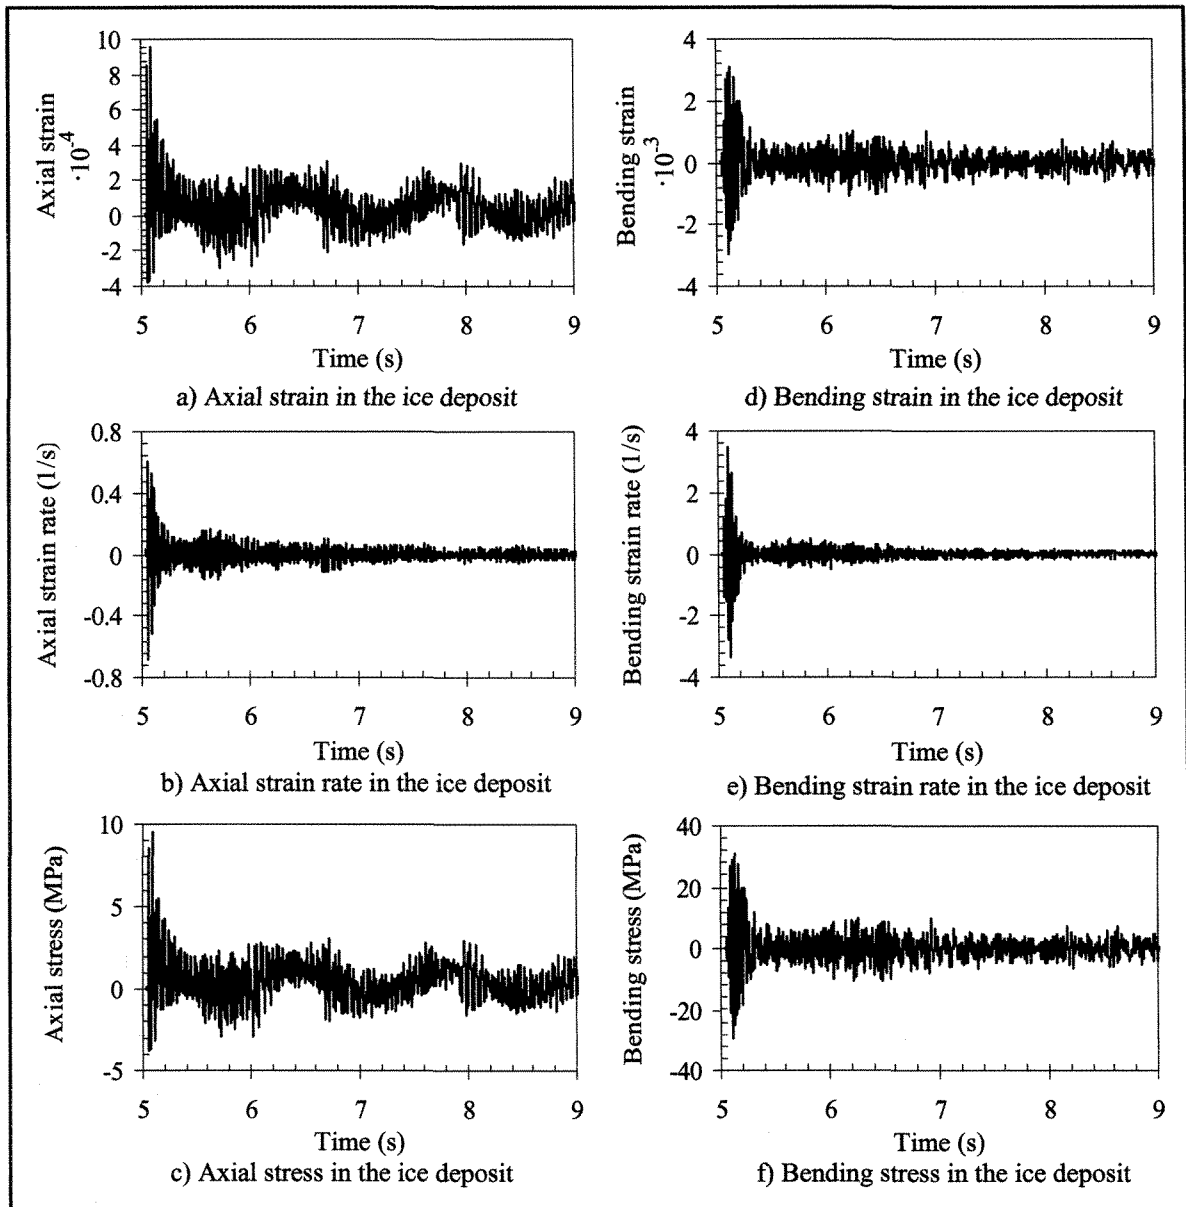 Axial strain
·10⁻⁴
10
8
6
4
2
0
-2
-4
5 6 7 8 9
Time (s)
a) Axial strain in the ice deposit
Bending strain
·10⁻³
4
2
0
-2
-4
5 6 7 8 9
Time (s)
d) Bending strain in the ice deposit
Axial strain rate (1/s)
0.8
0.4
0
-0.4
-0.8
5 6 7 8 9
Time (s)
b) Axial strain rate in the ice deposit
Bending strain rate (1/s)
4
2
0
-2
-4
5 6 7 8 9
Time (s)
e) Bending strain rate in the ice deposit
Axial stress (MPa)
10
5
0
-5
5 6 7 8 9
Time (s)
c) Axial stress in the ice deposit
Bending stress (MPa)
40
20
0
-20
-40
5 6 7 8 9
Time (s)
f) Bending stress in the ice deposit